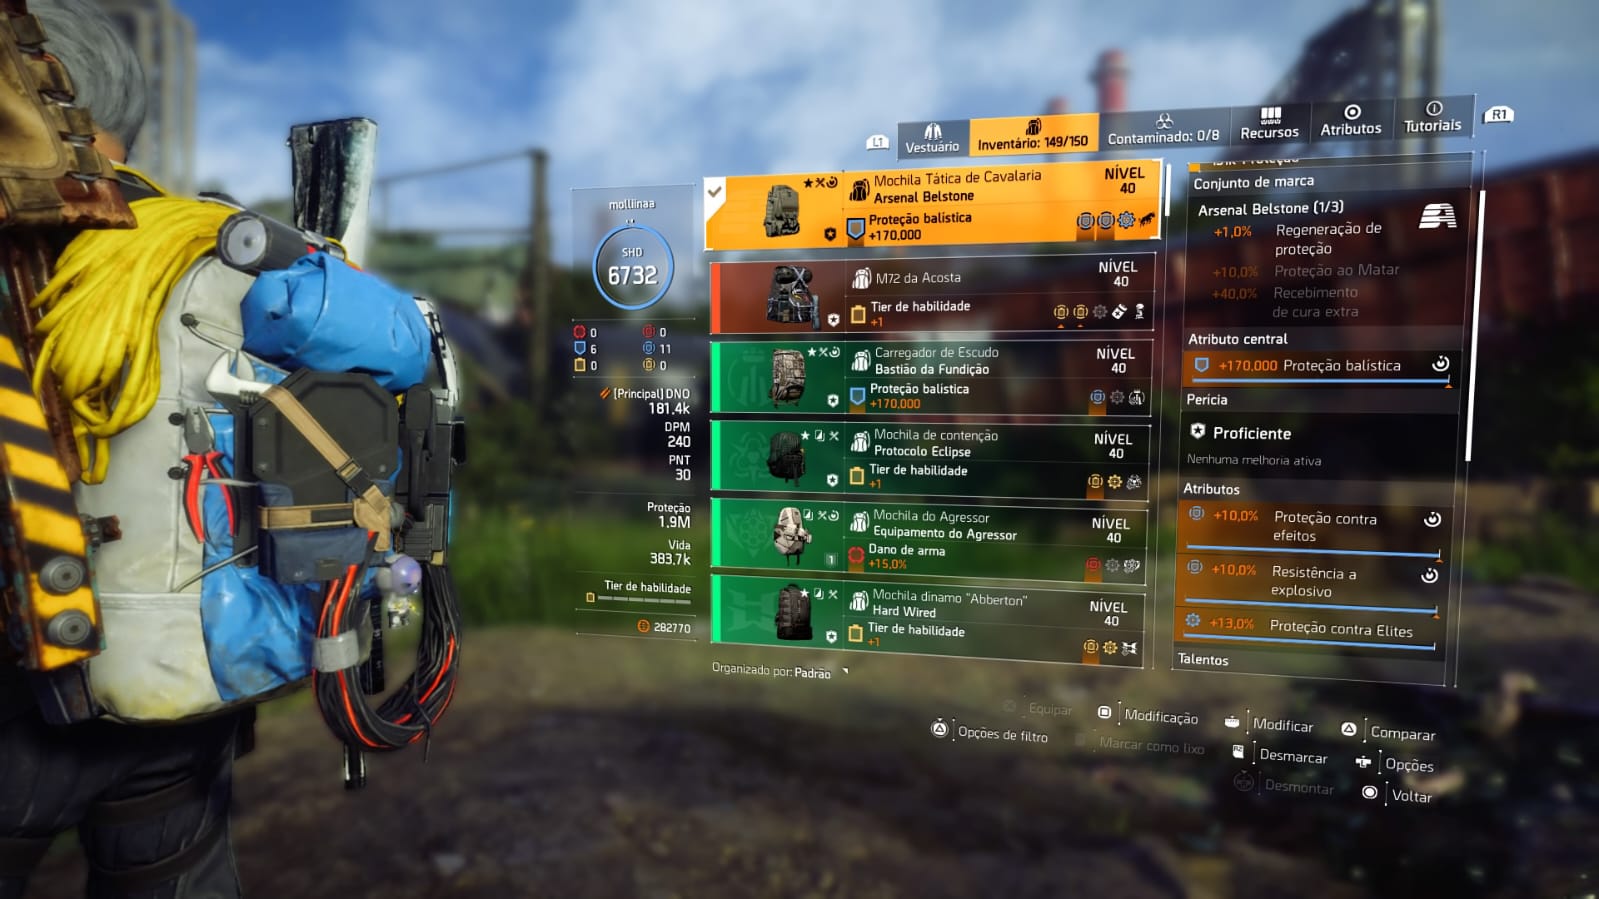 L1
Vestuário
Inventário: 149/150
Contaminado: 0/8
Recursos
Atributos
Tutoriais
R1
molliinaa
SHD
6732
0 0
6 11
0 0
[Principal] DNO
181.4k
DPM
240
PNT
30
Proteção
1.9M
Vida
383.7k
Tier de habilidade
282770
Mochila Tática de Cavalaria
Arsenal Belstone
NÍVEL
40
Proteção balística
+170,000
M72 da Acosta
NÍVEL
40
Tier de habilidade
+1
Carregador de Escudo
Bastião da Fundição
NÍVEL
40
Proteção balística
+170,000
Mochila de contenção
Protocolo Eclipse
NÍVEL
40
Tier de habilidade
+1
Mochila do Agressor
Equipamento do Agressor
NÍVEL
40
Dano de arma
+15,0%
1
Mochila dínamo "Abberton"
Hard Wired
NÍVEL
40
Tier de habilidade
+1
Organizado por: Padrão
Conjunto de marca
Arsenal Belstone (1/3)
+1,0% Regeneração de
proteção
+10,0% Proteção ao Matar
+40,0% Recebimento
de cura extra
Atributo central
+170,000 Proteção balística
Perícia
Proficiente
Nenhuma melhoria ativa
Atributos
+10,0% Proteção contra
efeitos
+10,0% Resistência a
explosivo
+13,0% Proteção contra Elites
Talentos
Equipar
Modificação
Modificar
Comparar
Opções de filtro
Marcar como lixo
R2
Desmarcar
Opções
Desmontar
Voltar